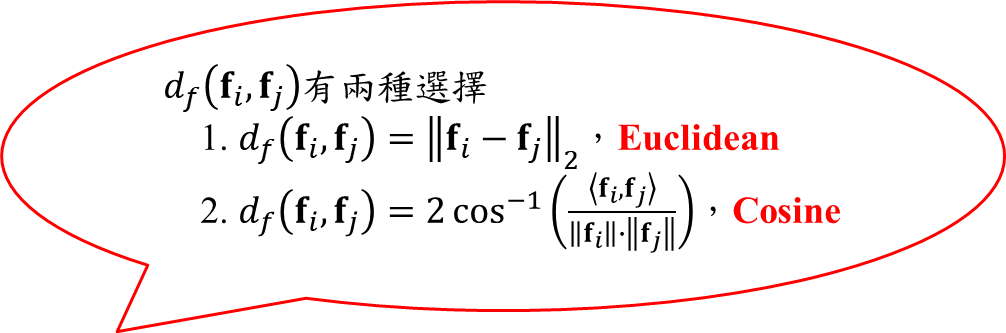 d_f(𝐟_i, 𝐟_j)有兩種選擇
1. d_f(𝐟_i, 𝐟_j) = ‖𝐟_i − 𝐟_j‖_2，Euclidean
2. d_f(𝐟_i, 𝐟_j) = 2 cos⁻¹(⟨𝐟_i,𝐟_j⟩ / ‖𝐟_i‖·‖𝐟_j‖)，Cosine